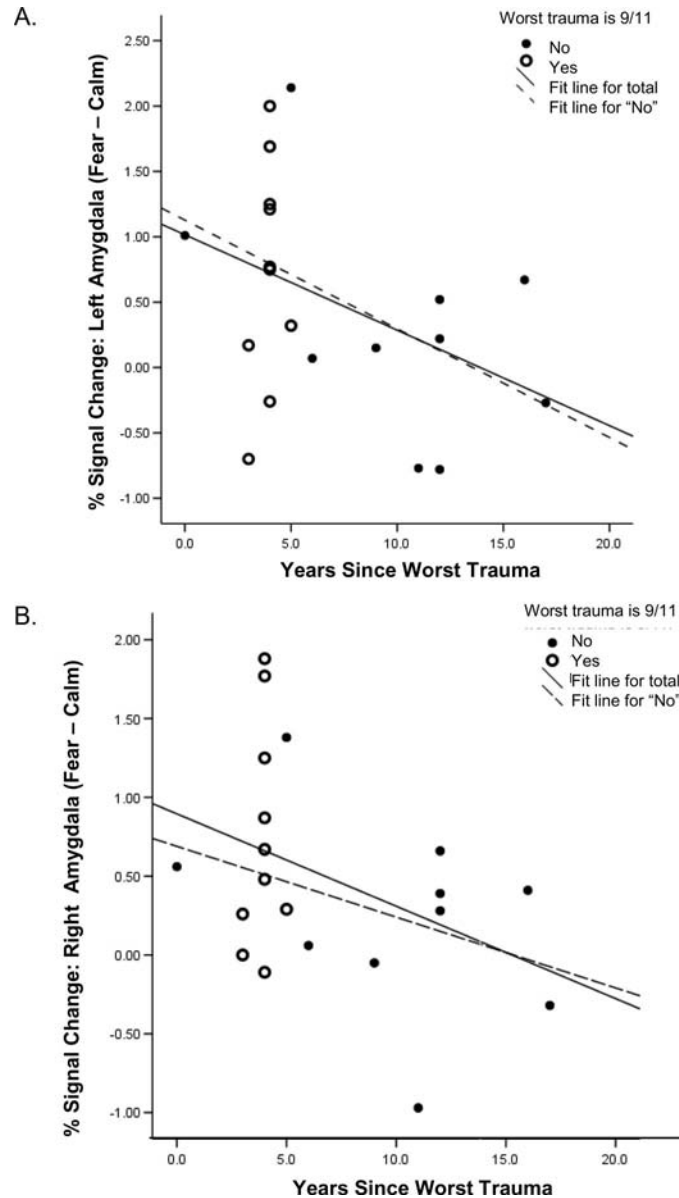 A.
Worst trauma is 9/11
No
Yes
Fit line for total
Fit line for "No"
% Signal Change: Left Amygdala (Fear – Calm)
2.50
2.00
1.50
1.00
0.50
0.00
-0.50
-1.00
0.0 5.0 10.0 15.0 20.0
Years Since Worst Trauma
B.
Worst trauma is 9/11
No
Yes
Fit line for total
Fit line for "No"
% Signal Change: Right Amygdala (Fear – Calm)
2.00
1.50
1.00
0.50
0.00
-0.50
-1.00
0.0 5.0 10.0 15.0 20.0
Years Since Worst Trauma